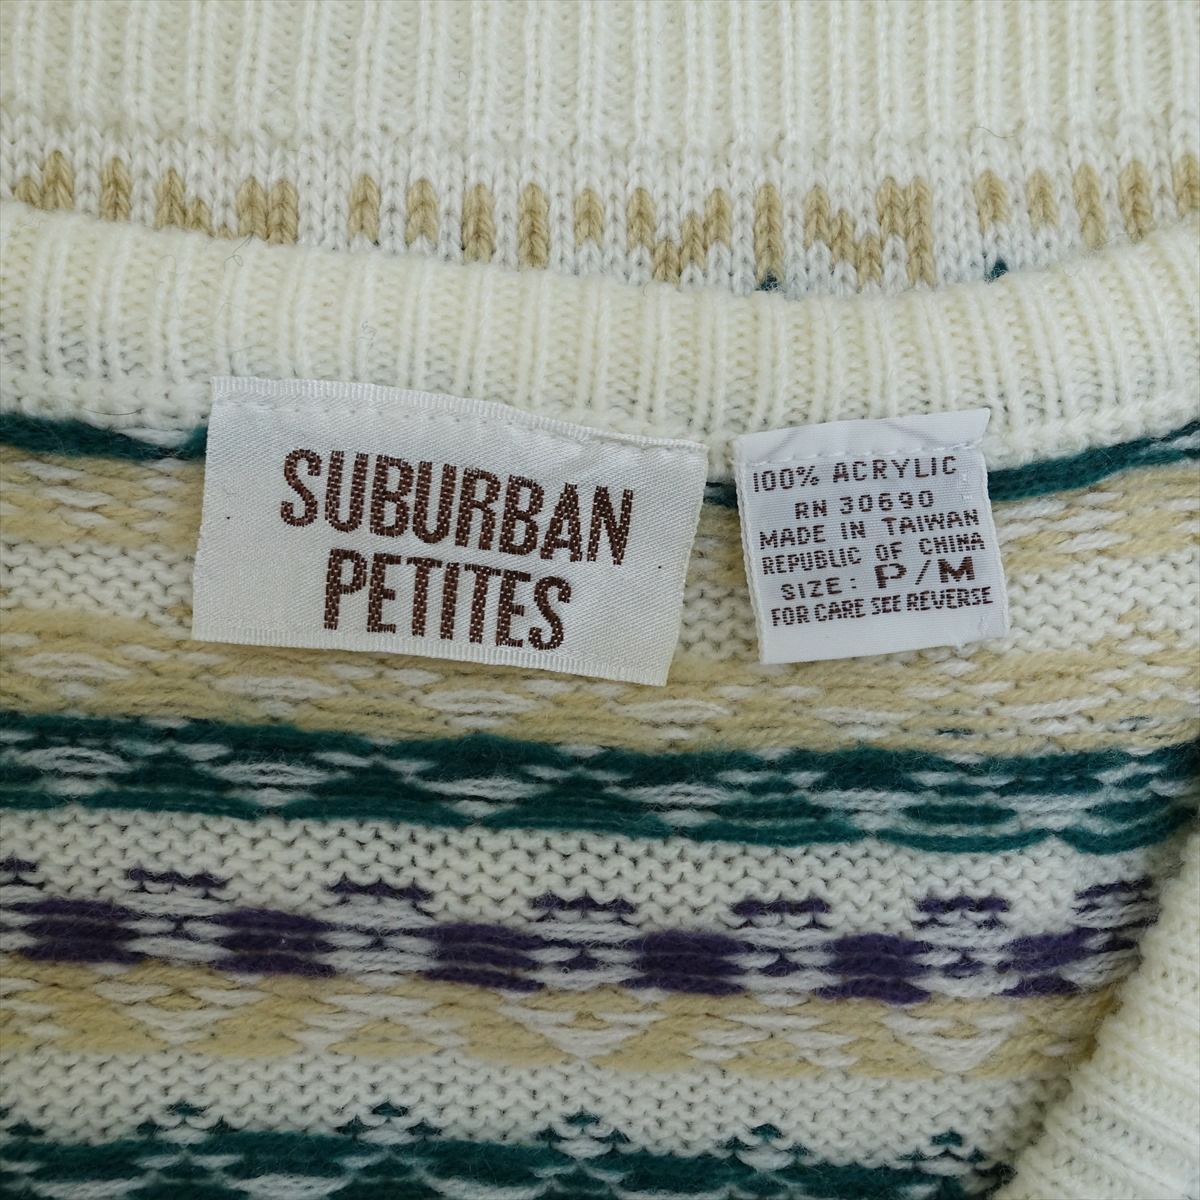 SUBURBAN
PETITES
100% ACRYLIC
RN 30690
MADE IN TAIWAN
REPUBLIC OF CHINA
SIZE: P/M
FOR CARE SEE REVERSE